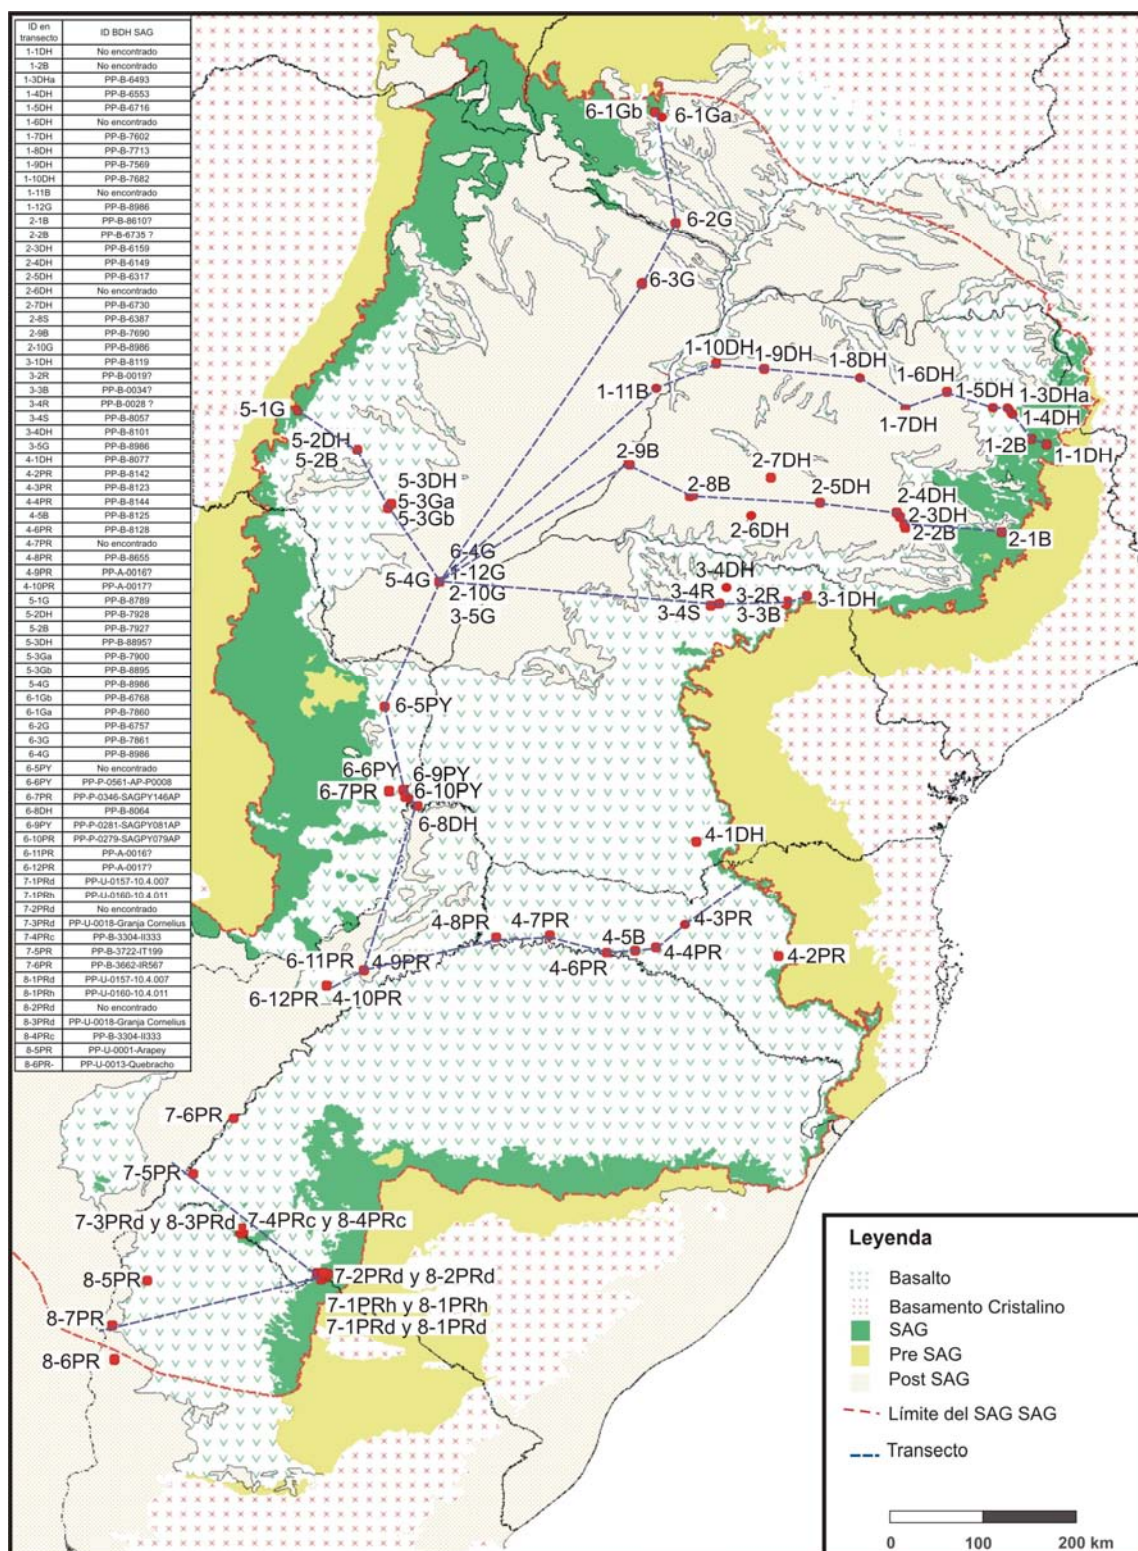 ID en transecto ID BDH SAG
1-1DH No encontrado
1-2B No encontrado
1-3DHa PP-B-6493
1-4DH PP-B-6553
1-5DH PP-B-6716
1-6DH No encontrado
1-7DH PP-B-7602
1-8DH PP-B-7713
1-9DH PP-B-7569
1-10DH PP-B-7682
1-11B No encontrado
1-12G PP-B-8986
2-1B PP-B-8610?
2-2B PP-B-6735 ?
2-3DH PP-B-6159
2-4DH PP-B-6149
2-5DH PP-B-6317
2-6DH No encontrado
2-7DH PP-B-6730
2-8S PP-B-6387
2-9B PP-B-7690
2-10G PP-B-8986
3-1DH PP-B-8119
3-2R PP-B-0019?
3-3B PP-B-0034?
3-4R PP-B-0028 ?
3-4S PP-B-8057
3-4DH PP-B-8101
3-5G PP-B-8986
4-1DH PP-B-8077
4-2PR PP-B-8142
4-3PR PP-B-8123
4-4PR PP-B-8144
4-5B PP-B-8125
4-6PR PP-B-8128
4-7PR No encontrado
4-8PR PP-B-8655
4-9PR PP-A-0016?
4-10PR PP-A-0017?
5-1G PP-B-8789
5-2DH PP-B-7928
5-2B PP-B-7927
5-3DH PP-B-8895?
5-3Ga PP-B-7900
5-3Gb PP-B-8895
5-4G PP-B-8986
6-1Gb PP-B-6768
6-1Ga PP-B-7860
6-2G PP-B-6757
6-3G PP-B-7861
6-4G PP-B-8986
6-5PY No encontrado
6-6PY PP-P-0561-AP-P0008
6-7PR PP-P-0346-SAGPY146AP
6-8DH PP-B-8064
6-9PY PP-P-0281-SAGPY081AP
6-10PR PP-P-0279-SAGPY079AP
6-11PR PP-A-0016?
6-12PR PP-A-0017?
7-1PRd PP-U-0157-10.4.007
7-1PRh PP-U-0160-10.4.011
7-2PRd No encontrado
7-3PRd PP-U-0018-Granja Cornelius
7-4PRc PP-B-3304-II333
7-5PR PP-B-3722-IT199
7-6PR PP-B-3662-IR567
8-1PRd PP-U-0157-10.4.007
8-1PRh PP-U-0160-10.4.011
8-2PRd No encontrado
8-3PRd PP-U-0018-Granja Cornelius
8-4PRc PP-B-3304-II333
8-5PR PP-U-0001-Arapey
8-6PR- PP-U-0013-Quebracho
6-1Gb
6-1Ga
6-2G
6-3G
1-10DH
1-9DH
1-8DH
1-6DH
1-5DH
1-3DHa
1-4DH
1-11B
1-7DH
1-2B
1-1DH
5-1G
5-2DH
5-2B
5-3DH
5-3Ga
5-3Gb
2-9B
2-7DH
2-8B
2-5DH
2-4DH
2-3DH
2-2B
2-6DH
2-1B
6-4G
5-4G
1-12G
2-10G
3-5G
3-4DH
3-4R
3-4S
3-2R
3-3B
3-1DH
6-5PY
6-6PY
6-9PY
6-7PR
6-10PY
6-8DH
4-1DH
4-8PR
4-7PR
4-3PR
4-5B
4-4PR
4-6PR
4-2PR
6-11PR
4-9PR
6-12PR
4-10PR
7-6PR
7-5PR
7-3PRd y 8-3PRd
7-4PRc y 8-4PRc
8-5PR
7-2PRd y 8-2PRd
7-1PRh y 8-1PRh
7-1PRd y 8-1PRd
8-7PR
8-6PR
Leyenda
Basalto
Basamento Cristalino
SAG
Pre SAG
Post SAG
Límite del SAG SAG
Transecto
0 100 200 km